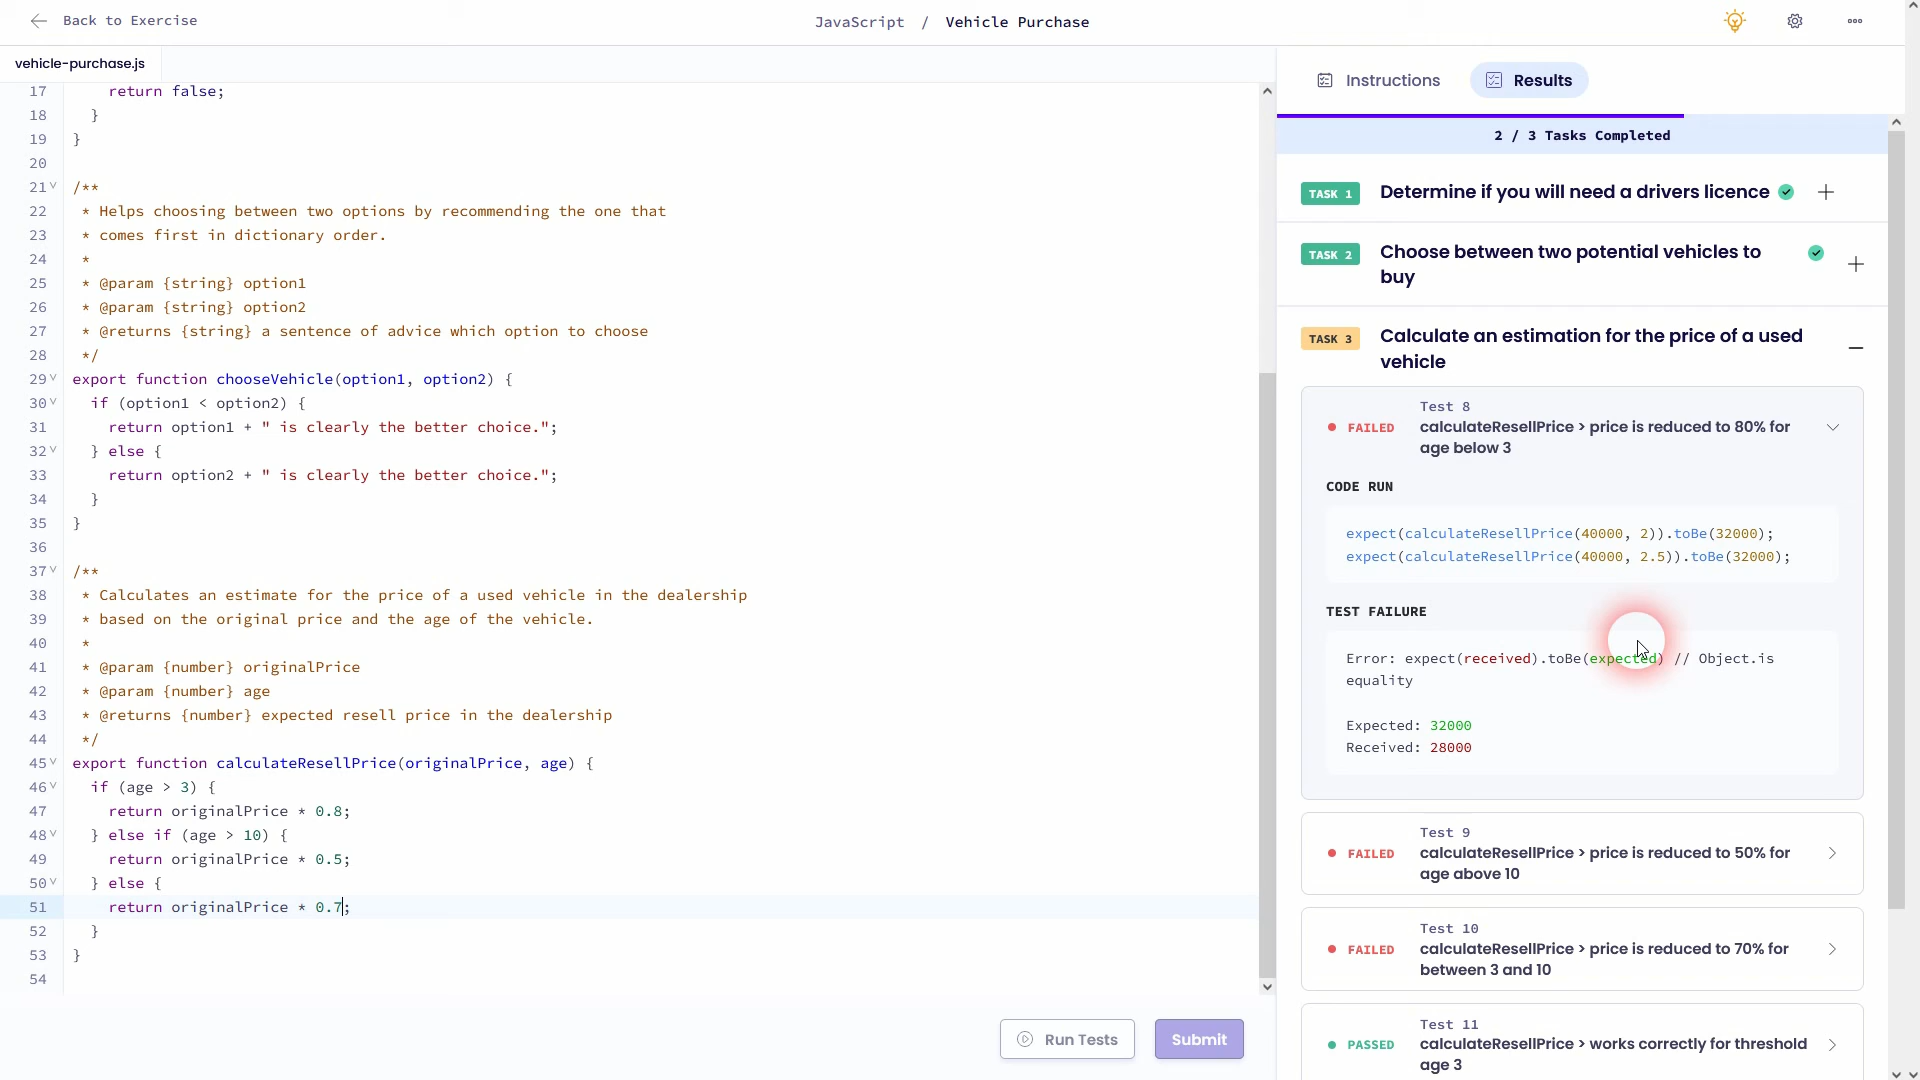 Back to Exercise
JavaScript / Vehicle Purchase
vehicle-purchase.js
17     return false;
18   }
19 }
20
21 /**
22  * Helps choosing between two options by recommending the one that
23  * comes first in dictionary order.
24  *
25  * @param {string} option1
26  * @param {string} option2
27  * @returns {string} a sentence of advice which option to choose
28  */
29 export function chooseVehicle(option1, option2) {
30   if (option1 < option2) {
31     return option1 + " is clearly the better choice.";
32   } else {
33     return option2 + " is clearly the better choice.";
34   }
35 }
36
37 /**
38  * Calculates an estimate for the price of a used vehicle in the dealership
39  * based on the original price and the age of the vehicle.
40  *
41  * @param {number} originalPrice
42  * @param {number} age
43  * @returns {number} expected resell price in the dealership
44  */
45 export function calculateResellPrice(originalPrice, age) {
46   if (age > 3) {
47     return originalPrice * 0.8;
48   } else if (age > 10) {
49     return originalPrice * 0.5;
50   } else {
51     return originalPrice * 0.7;
52   }
53 }
54
Run Tests
Submit
Instructions
Results
2 / 3 Tasks Completed
TASK 1 Determine if you will need a drivers licence
TASK 2 Choose between two potential vehicles to
buy
TASK 3 Calculate an estimation for the price of a used
vehicle
Test 8
FAILED calculateResellPrice > price is reduced to 80% for
age below 3
CODE RUN
expect(calculateResellPrice(40000, 2)).toBe(32000);
expect(calculateResellPrice(40000, 2.5)).toBe(32000);
TEST FAILURE
Error: expect(received).toBe(expected) // Object.is
equality
Expected: 32000
Received: 28000
Test 9
FAILED calculateResellPrice > price is reduced to 50% for
age above 10
Test 10
FAILED calculateResellPrice > price is reduced to 70% for
between 3 and 10
Test 11
PASSED calculateResellPrice > works correctly for threshold
age 3